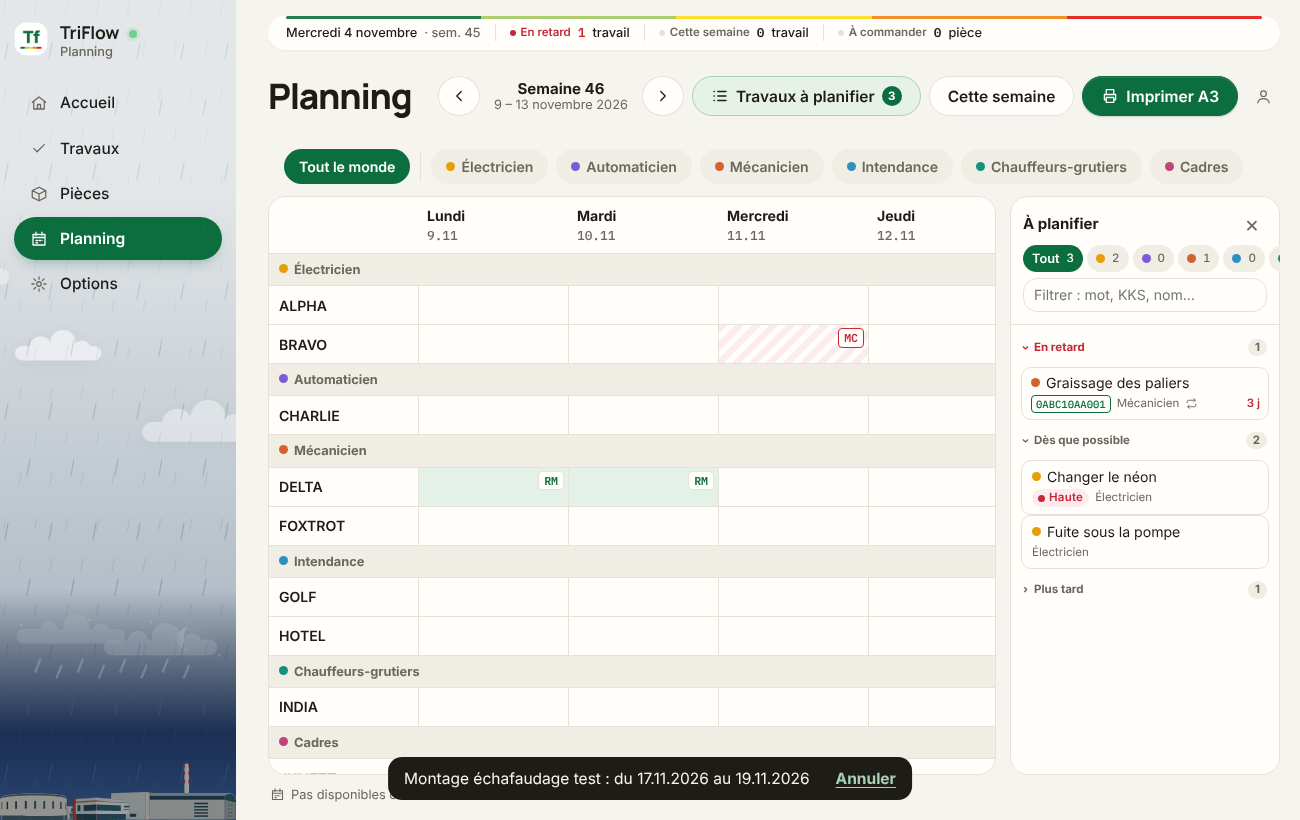 Tf
TriFlow
Planning
Accueil
Travaux
Pièces
Planning
Options
Mercredi 4 novembre · sem. 45
En retard 1 travail
Cette semaine 0 travail
À commander 0 pièce
Planning
Semaine 46
9 – 13 novembre 2026
Travaux à planifier 3
Cette semaine
Imprimer A3
Tout le monde
Électricien
Automaticien
Mécanicien
Intendance
Chauffeurs-grutiers
Cadres
Lundi
9.11
Mardi
10.11
Mercredi
11.11
Jeudi
12.11
Électricien
ALPHA
BRAVO
MC
Automaticien
CHARLIE
Mécanicien
DELTA
RM
RM
FOXTROT
Intendance
GOLF
HOTEL
Chauffeurs-grutiers
INDIA
Cadres
Pas disponibles
À planifier
Tout 3
2
0
1
0
Filtrer : mot, KKS, nom...
En retard
1
Graissage des paliers
0ABC10AA001 Mécanicien 3 j
Dès que possible
2
Changer le néon
Haute Électricien
Fuite sous la pompe
Électricien
Plus tard
1
Montage échafaudage test : du 17.11.2026 au 19.11.2026 Annuler